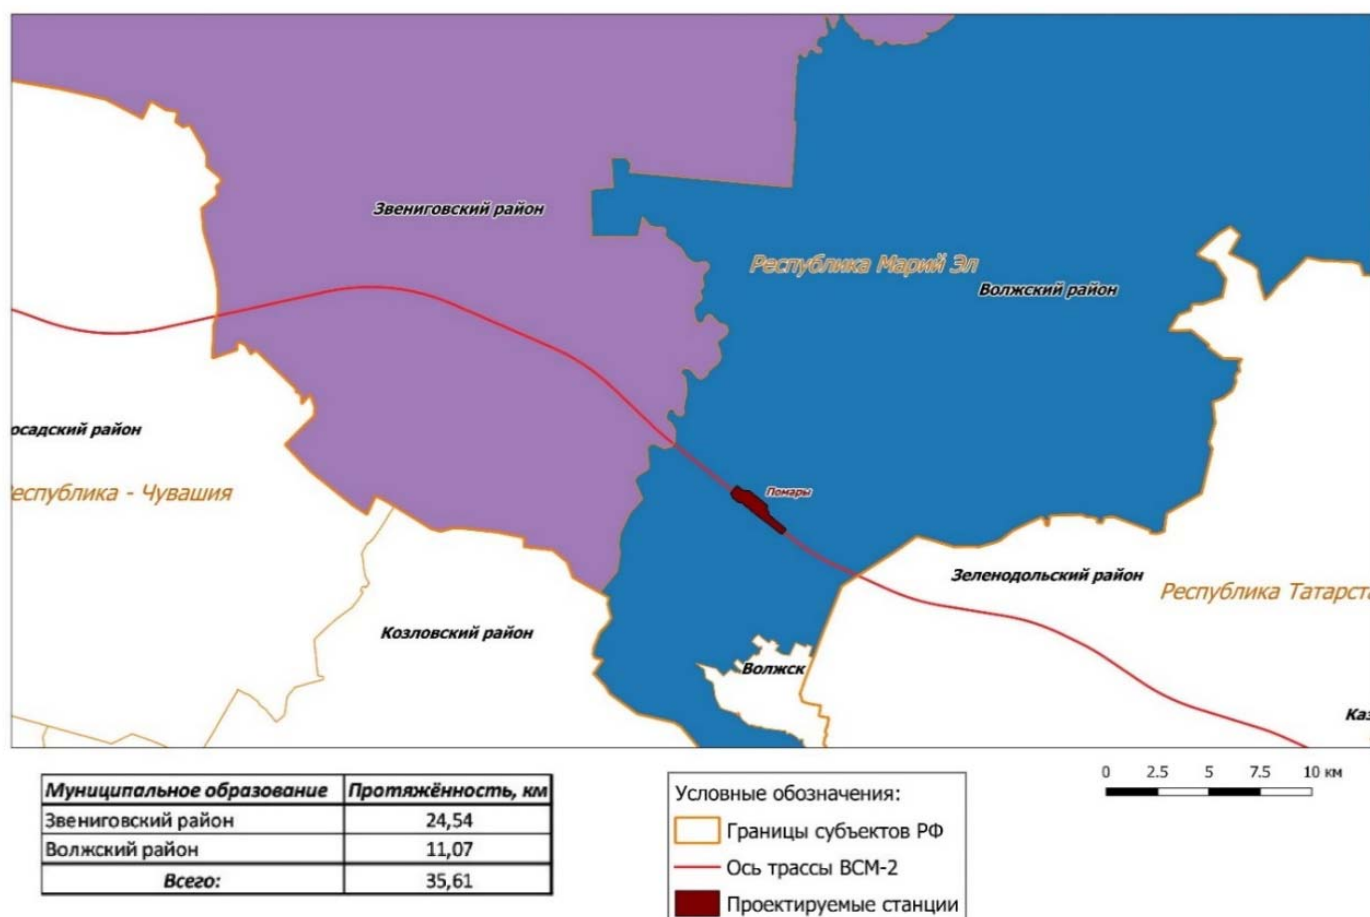 Звениговский район
Республика Марий Эл
Волжский район
осадский район
еспублика - Чувашия
Помары
Зеленодольский район
Республика Татарста
Козловский район
Волжск
Каз
Муниципальное образование Протяжённость, км
Звениговский район 24,54
Волжский район 11,07
Всего: 35,61
Условные обозначения:
Границы субъектов РФ
Ось трассы ВСМ-2
Проектируемые станции
0 2.5 5 7.5 10 км